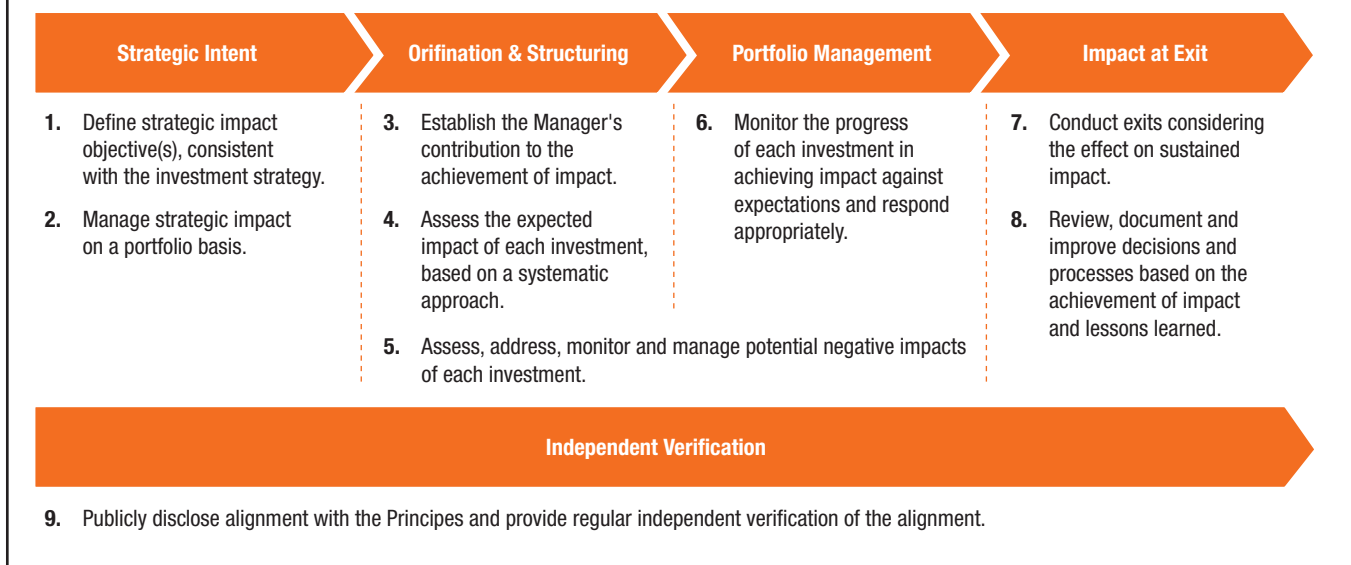 Strategic Intent
Orifination & Structuring
Portfolio Management
Impact at Exit
1. Define strategic impact
objective(s), consistent
with the investment strategy.
2. Manage strategic impact
on a portfolio basis.
3. Establish the Manager's
contribution to the
achievement of impact.
4. Assess the expected
impact of each investment,
based on a systematic
approach.
5. Assess, address, monitor and manage potential negative impacts
of each investment.
6. Monitor the progress
of each investment in
achieving impact against
expectations and respond
appropriately.
7. Conduct exits considering
the effect on sustained
impact.
8. Review, document and
improve decisions and
processes based on the
achievement of impact
and lessons learned.
Independent Verification
9. Publicly disclose alignment with the Principes and provide regular independent verification of the alignment.